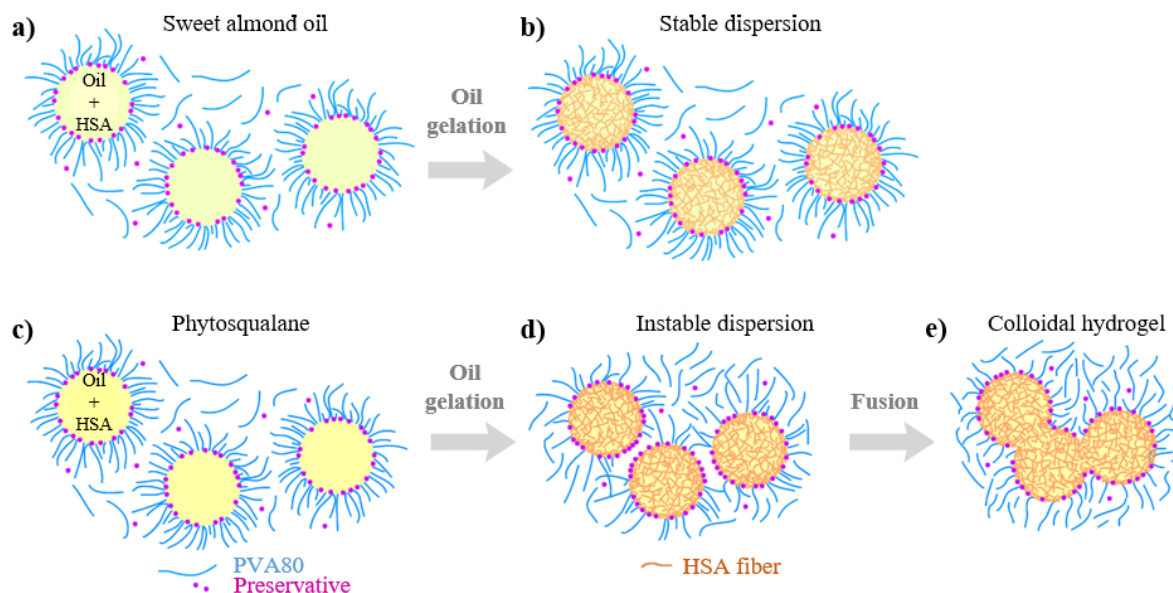 a)
Sweet almond oil
b)
Stable dispersion
Oil
+
HSA
Oil
gelation
c)
Phytosqualane
d)
Instable dispersion
e)
Colloidal hydrogel
Oil
+
HSA
Oil
gelation
Fusion
PVA80
Preservative
HSA fiber